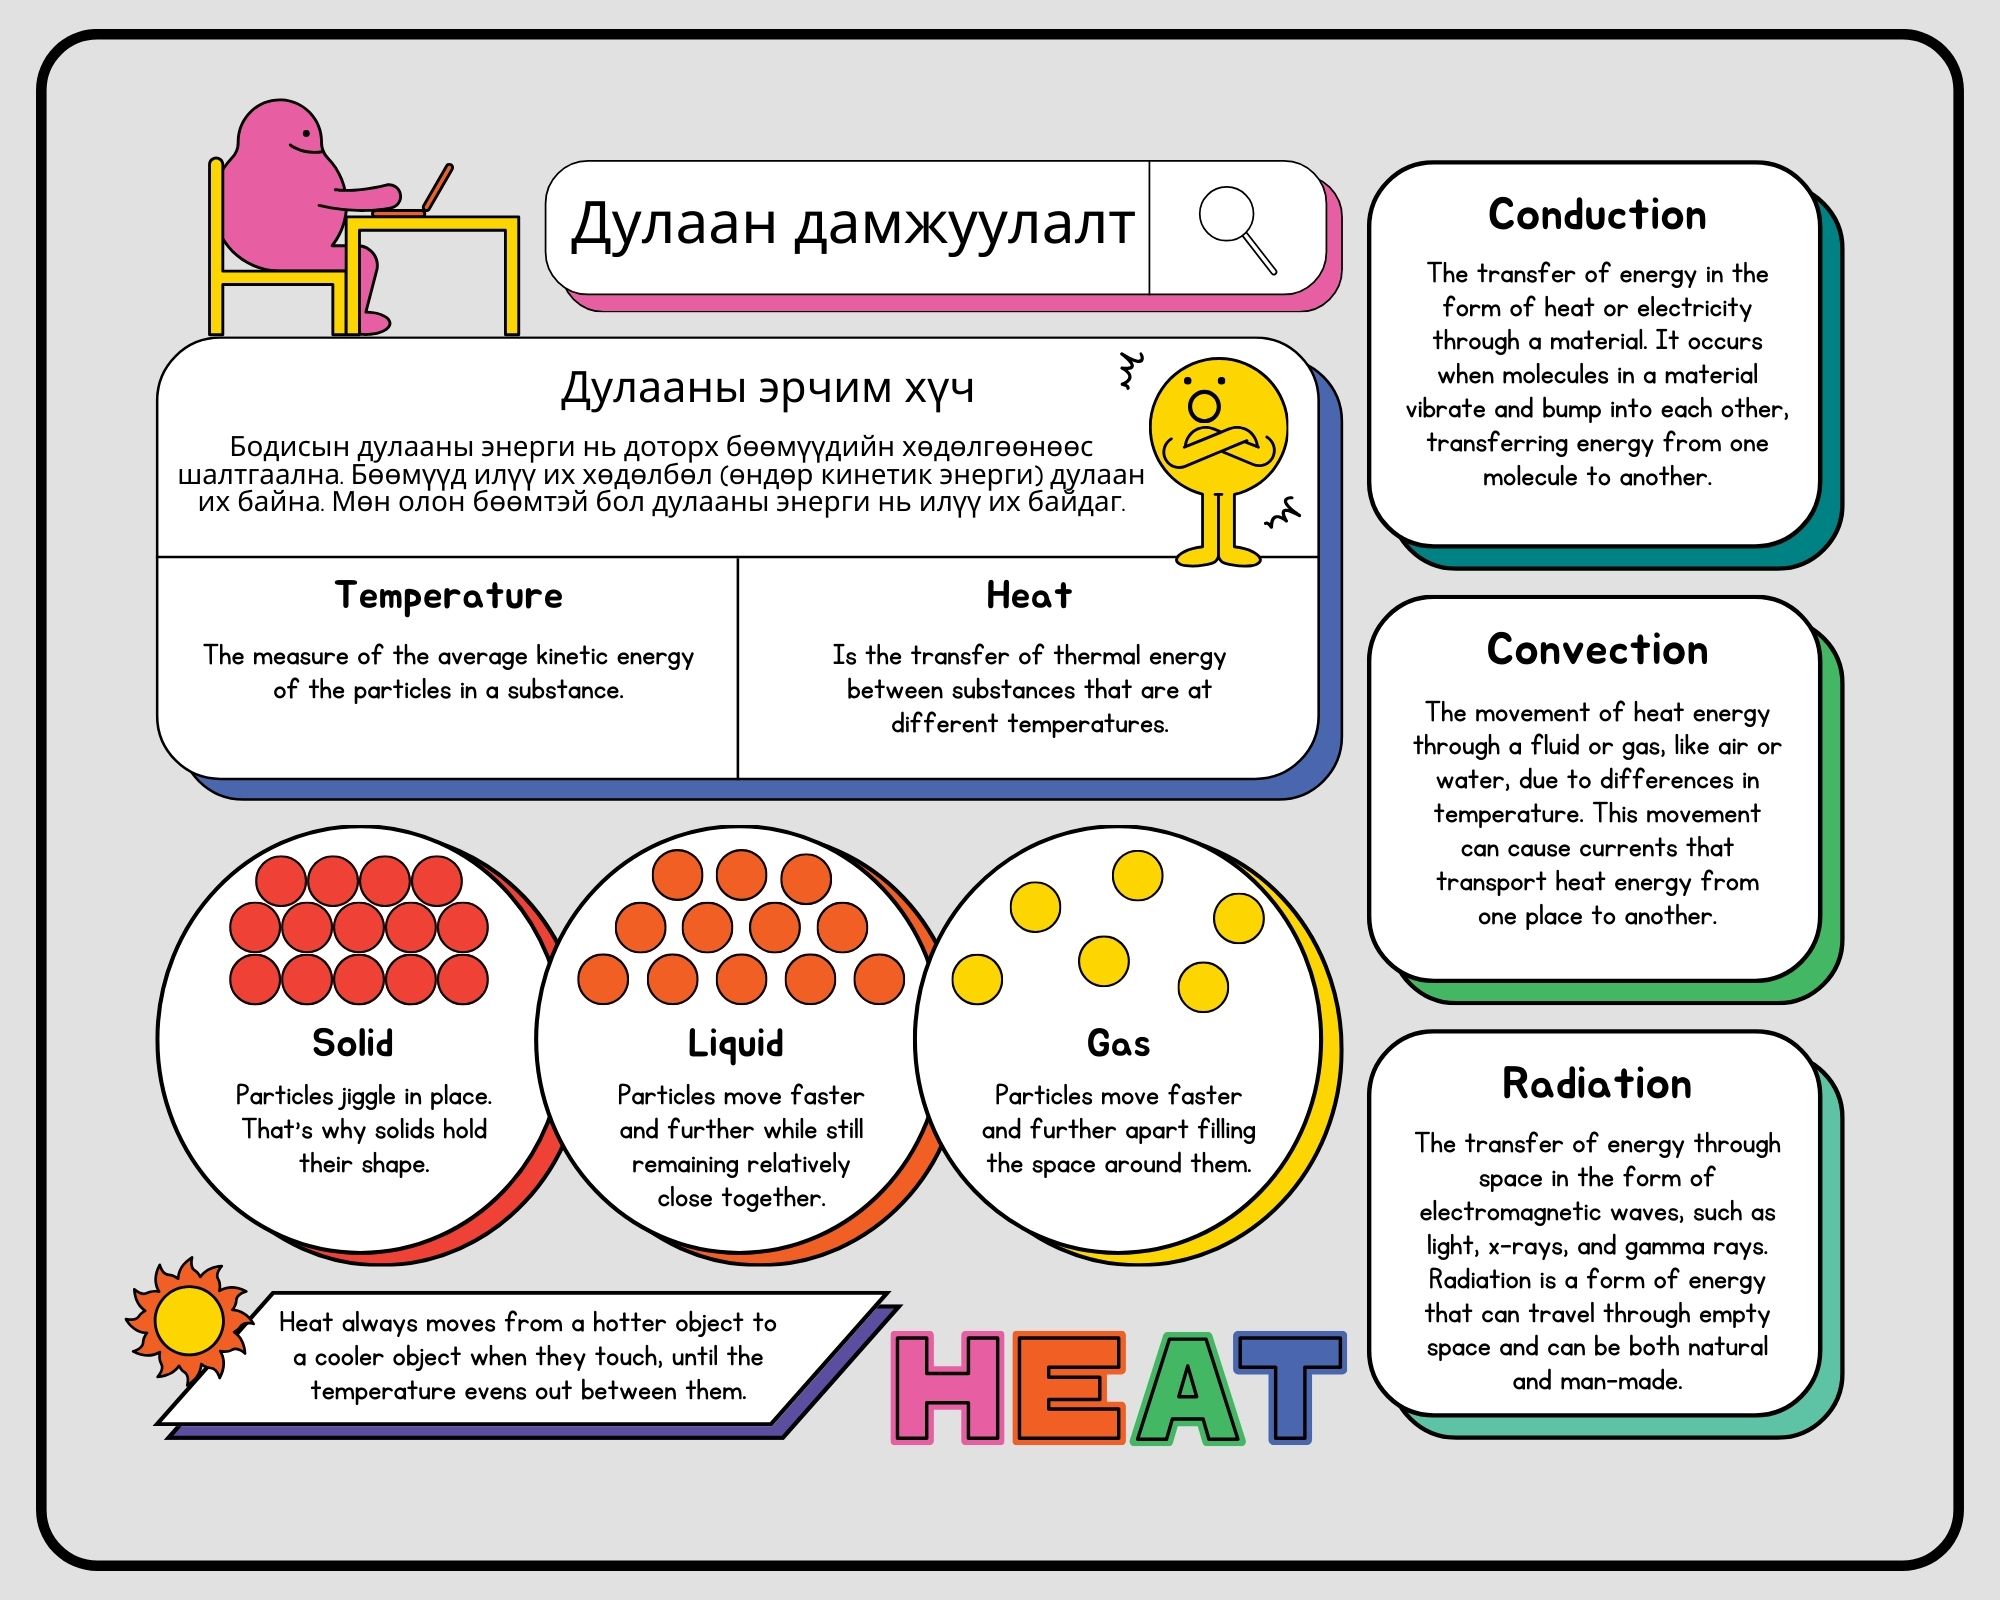 Дулаан дамжуулалт
Дулааны эрчим хүч
Бодисын дулааны энерги нь доторх бөөмүүдийн хөдөлгөөнөөс
шалтгаална. Бөөмүүд илүү их хөдөлбөл (өндөр кинетик энерги) дулаан
их байна. Мөн олон бөөмтэй бол дулааны энерги нь илүү их байдаг.
Temperature
The measure of the average kinetic energy
of the particles in a substance.
Heat
Is the transfer of thermal energy
between substances that are at
different temperatures.
Solid
Particles jiggle in place.
That's why solids hold
their shape.
Liquid
Particles move faster
and further while still
remaining relatively
close together.
Gas
Particles move faster
and further apart filling
the space around them.
Heat always moves from a hotter object to
a cooler object when they touch, until the
temperature evens out between them.
HEAT
Conduction
The transfer of energy in the
form of heat or electricity
through a material. It occurs
when molecules in a material
vibrate and bump into each other,
transferring energy from one
molecule to another.
Convection
The movement of heat energy
through a fluid or gas, like air or
water, due to differences in
temperature. This movement
can cause currents that
transport heat energy from
one place to another.
Radiation
The transfer of energy through
space in the form of
electromagnetic waves, such as
light, x-rays, and gamma rays.
Radiation is a form of energy
that can travel through empty
space and can be both natural
and man-made.